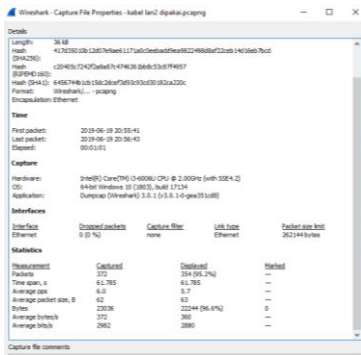 Wireshark - Capture File Properties - kabel lan2 dipakai.pcapng
Details
Length: 36 kB
Hash (SHA256):
Hash (RIPEMD160):
Hash (SHA1):
Format: Wireshark/... - pcapng
Encapsulation: Ethernet
Time
First packet: 2019-06-19 20:55:41
Last packet: 2019-06-19 20:56:43
Elapsed: 00:01:01
Capture
Hardware: Intel(R) Core(TM) i3-6006U CPU @ 2.00GHz (with SSE4.2)
OS: 64-bit Windows 10 (1803), build 17134
Application: Dumpcap (Wireshark) 3.0.1 (v3.0.1-0-gea351cd8)
Interfaces
Interface Dropped packets Capture filter Link type Packet size limit
Ethernet 0 (0 %) none Ethernet 262144 bytes
Statistics
Measurement Captured Displayed Marked
Packets 372 354 (95.2%) —
Time span, s 61.785 61.785 —
Average pps 6.0 5.7 —
Average packet size, B 62 63 —
Bytes 23036 22244 (96.6%) 0
Average bytes/s 372 360 —
Average bits/s 2982 2880 —
Capture file comments